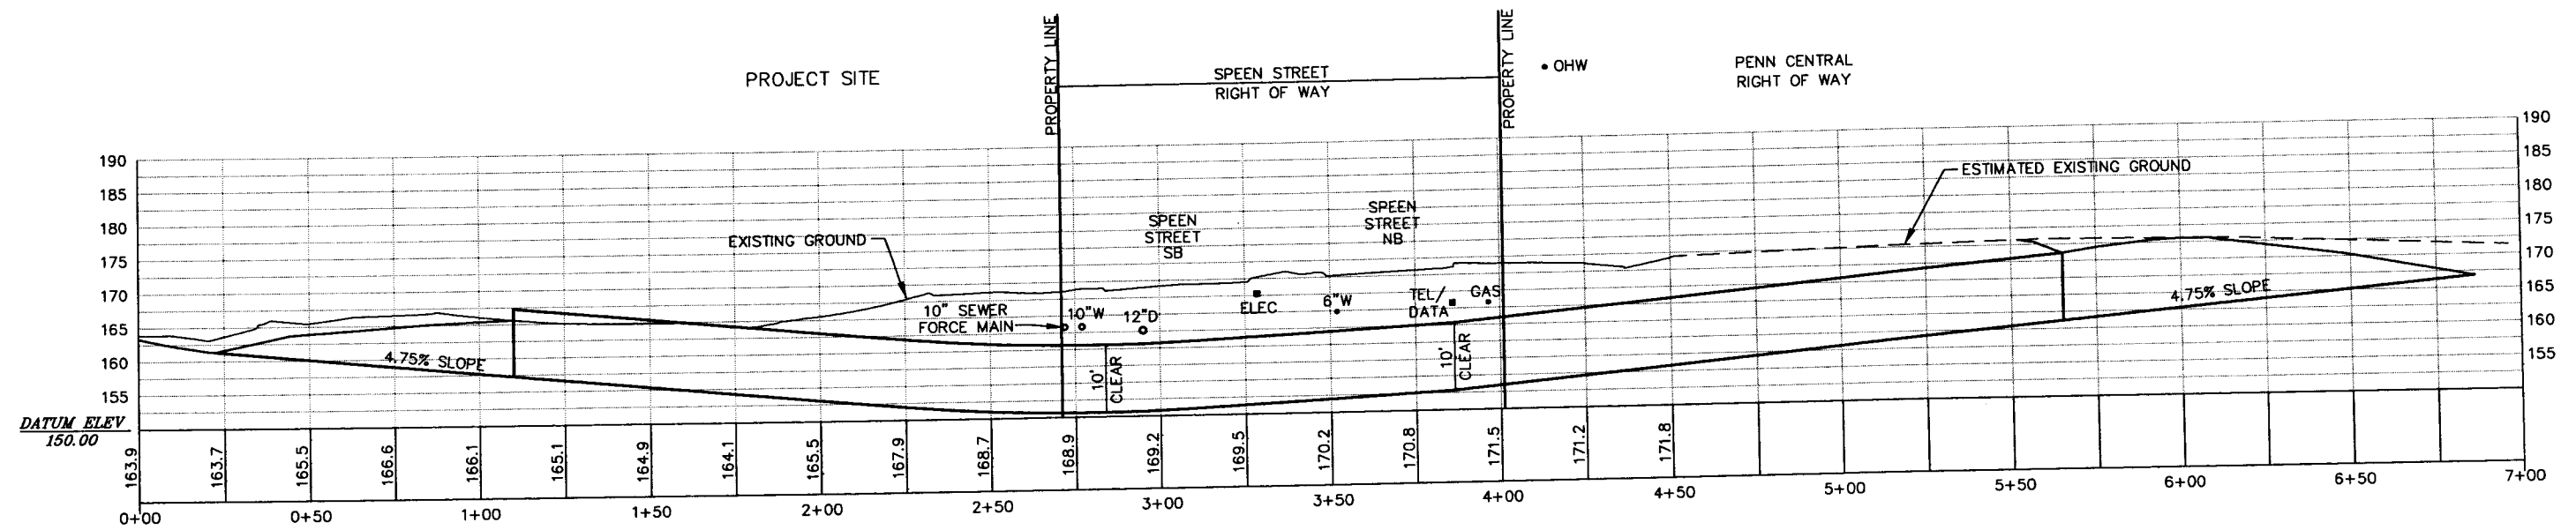 PROJECT SITE
PROPERTY LINE
SPEEN STREET
RIGHT OF WAY
PROPERTY LINE
OHW
PENN CENTRAL
RIGHT OF WAY
190
185
180
175
170
165
160
155
190
185
180
175
170
165
160
155
EXISTING GROUND
SPEEN
STREET
SB
SPEEN
STREET
NB
ESTIMATED EXISTING GROUND
10" SEWER
FORCE MAIN
10"W
12"D
ELEC
6"W
TEL/
DATA
GAS
4.75% SLOPE
10'
CLEAR
10'
CLEAR
4.75% SLOPE
DATUM ELEV
150.00
163.9
163.7
165.5
166.6
166.1
165.1
164.9
164.1
165.5
167.9
168.7
168.9
169.2
169.5
170.2
170.8
171.5
171.2
171.8
0+00
0+50
1+00
1+50
2+00
2+50
3+00
3+50
4+00
4+50
5+00
5+50
6+00
6+50
7+00